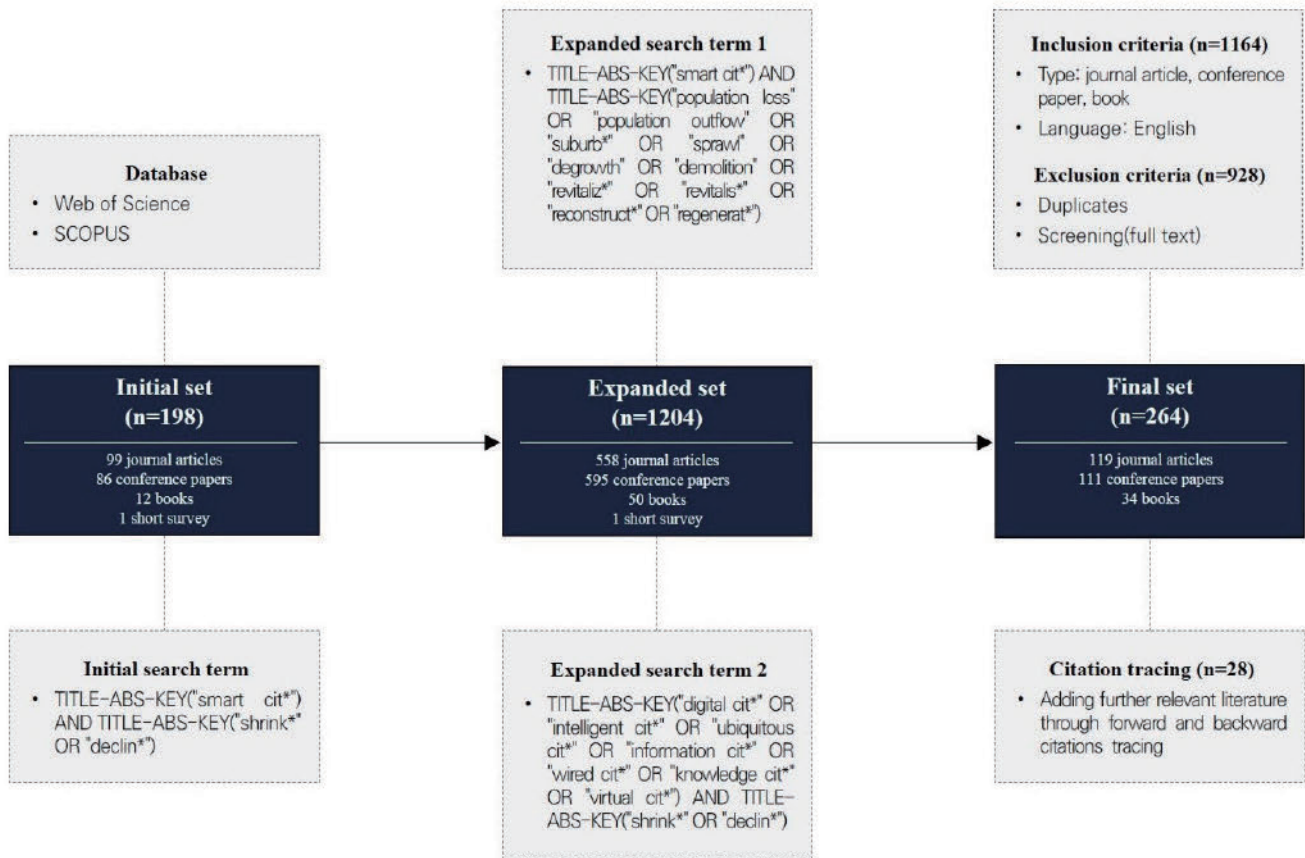 Database
• Web of Science
• SCOPUS
Expanded search term 1
• TITLE-ABS-KEY("smart cit*") AND
TITLE-ABS-KEY("population loss"
OR "population outflow" OR
"suburb*" OR "sprawl" OR
"degrowth" OR "demolition" OR
"revitaliz*" OR "revitalis*" OR
"reconstruct*" OR "regenerat*")
Inclusion criteria (n=1164)
• Type: journal article, conference
paper, book
• Language: English
Exclusion criteria (n=928)
• Duplicates
• Screening(full text)
Initial set
(n=198)
99 journal articles
86 conference papers
12 books
1 short survey
Expanded set
(n=1204)
558 journal articles
595 conference papers
50 books
1 short survey
Final set
(n=264)
119 journal articles
111 conference papers
34 books
Initial search term
• TITLE-ABS-KEY("smart cit*")
AND TITLE-ABS-KEY("shrink*"
OR "declin*")
Expanded search term 2
• TITLE-ABS-KEY("digital cit*" OR
"intelligent cit*" OR "ubiquitous
cit*" OR "information cit*" OR
"wired cit*" OR "knowledge cit*"
OR "virtual cit*") AND TITLE-
ABS-KEY("shrink*" OR "declin*")
Citation tracing (n=28)
• Adding further relevant literature
through forward and backward
citations tracing